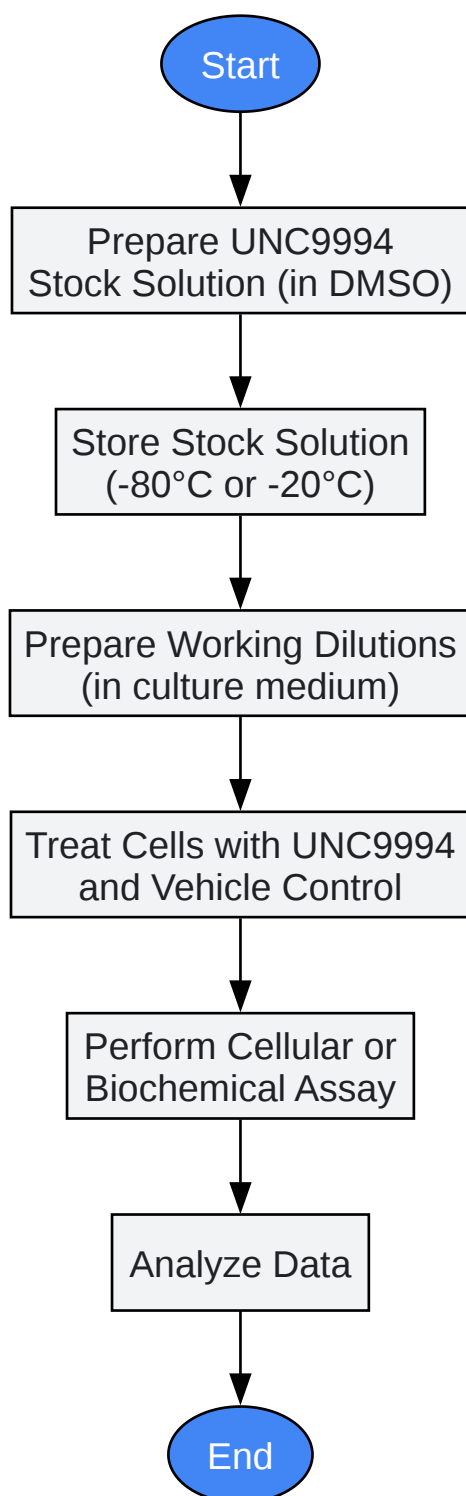 Start
Prepare UNC9994
Stock Solution (in DMSO)
Store Stock Solution
(-80°C or -20°C)
Prepare Working Dilutions
(in culture medium)
Treat Cells with UNC9994
and Vehicle Control
Perform Cellular or
Biochemical Assay
Analyze Data
End